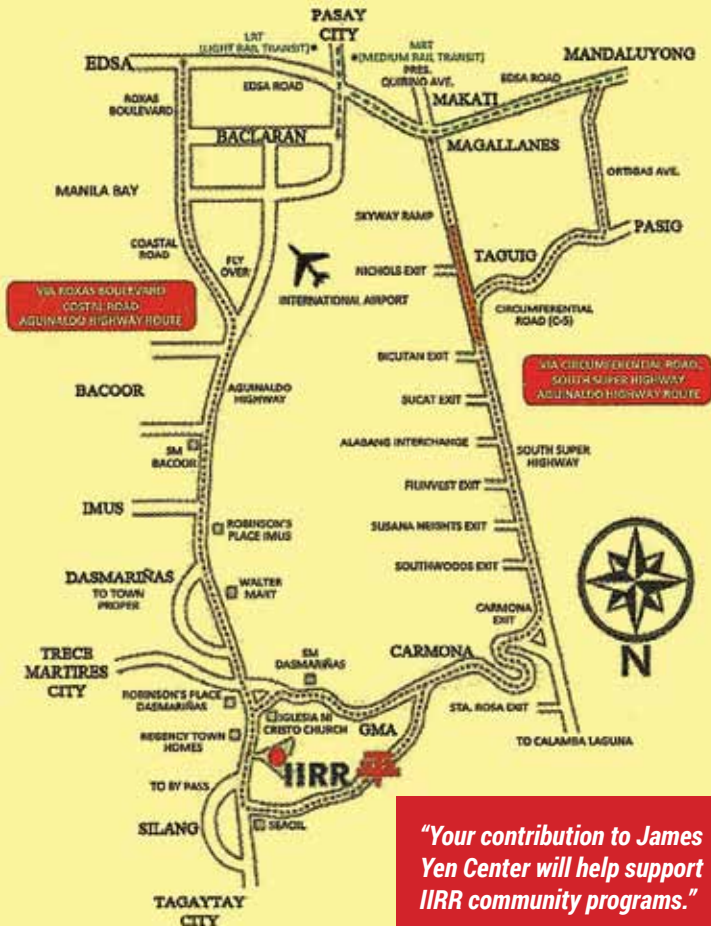 PASAY
CITY
LRT
(LIGHT RAIL TRANSIT)
MRT
(MEDIUM RAIL TRANSIT)
PRES.
QUIRINO AVE.
MANDALUYONG
EDSA
EDSA ROAD
EDSA ROAD
ROXAS
BOULEVARD
MAKATI
BACLARAN
MAGALLANES
ORTIGAS AVE.
MANILA BAY
SKYWAY RAMP
PASIG
COASTAL
ROAD
FLY
OVER
TAGUIG
NICHOLS EXIT
INTERNATIONAL AIRPORT
CIRCUMFERENTIAL
ROAD (C-5)
VIA ROXAS BOULEVARD
COSTAL ROAD
AGUINALDO HIGHWAY ROUTE
BICUTAN EXIT
VIA CIRCUMFERENTIAL ROAD,
SOUTH SUPER HIGHWAY
AGUINALDO HIGHWAY ROUTE
BACOOR
AGUINALDO
HIGHWAY
SUCAT EXIT
ALABANG INTERCHANGE
SOUTH SUPER
HIGHWAY
SM
BACOOR
FILINVEST EXIT
IMUS
ROBINSON'S
PLACE IMUS
SUSANA HEIGHTS EXIT
DASMARIÑAS
TO TOWN
PROPER
WALTER
MART
SOUTHWOODS EXIT
CARMONA
EXIT
N
TRECE
MARTIRES
CITY
SM
DASMARIÑAS
CARMONA
ROBINSON'S PLACE
DASMARIÑAS
IGLESIA NI
CRISTO CHURCH
GMA
STA. ROSA EXIT
REGENCY TOWN
HOMES
TO CALAMBA LAGUNA
IIRR
TO BY PASS
SILANG
SEAOIL
TAGAYTAY
CITY
"Your contribution to James
Yen Center will help support
IIRR community programs."